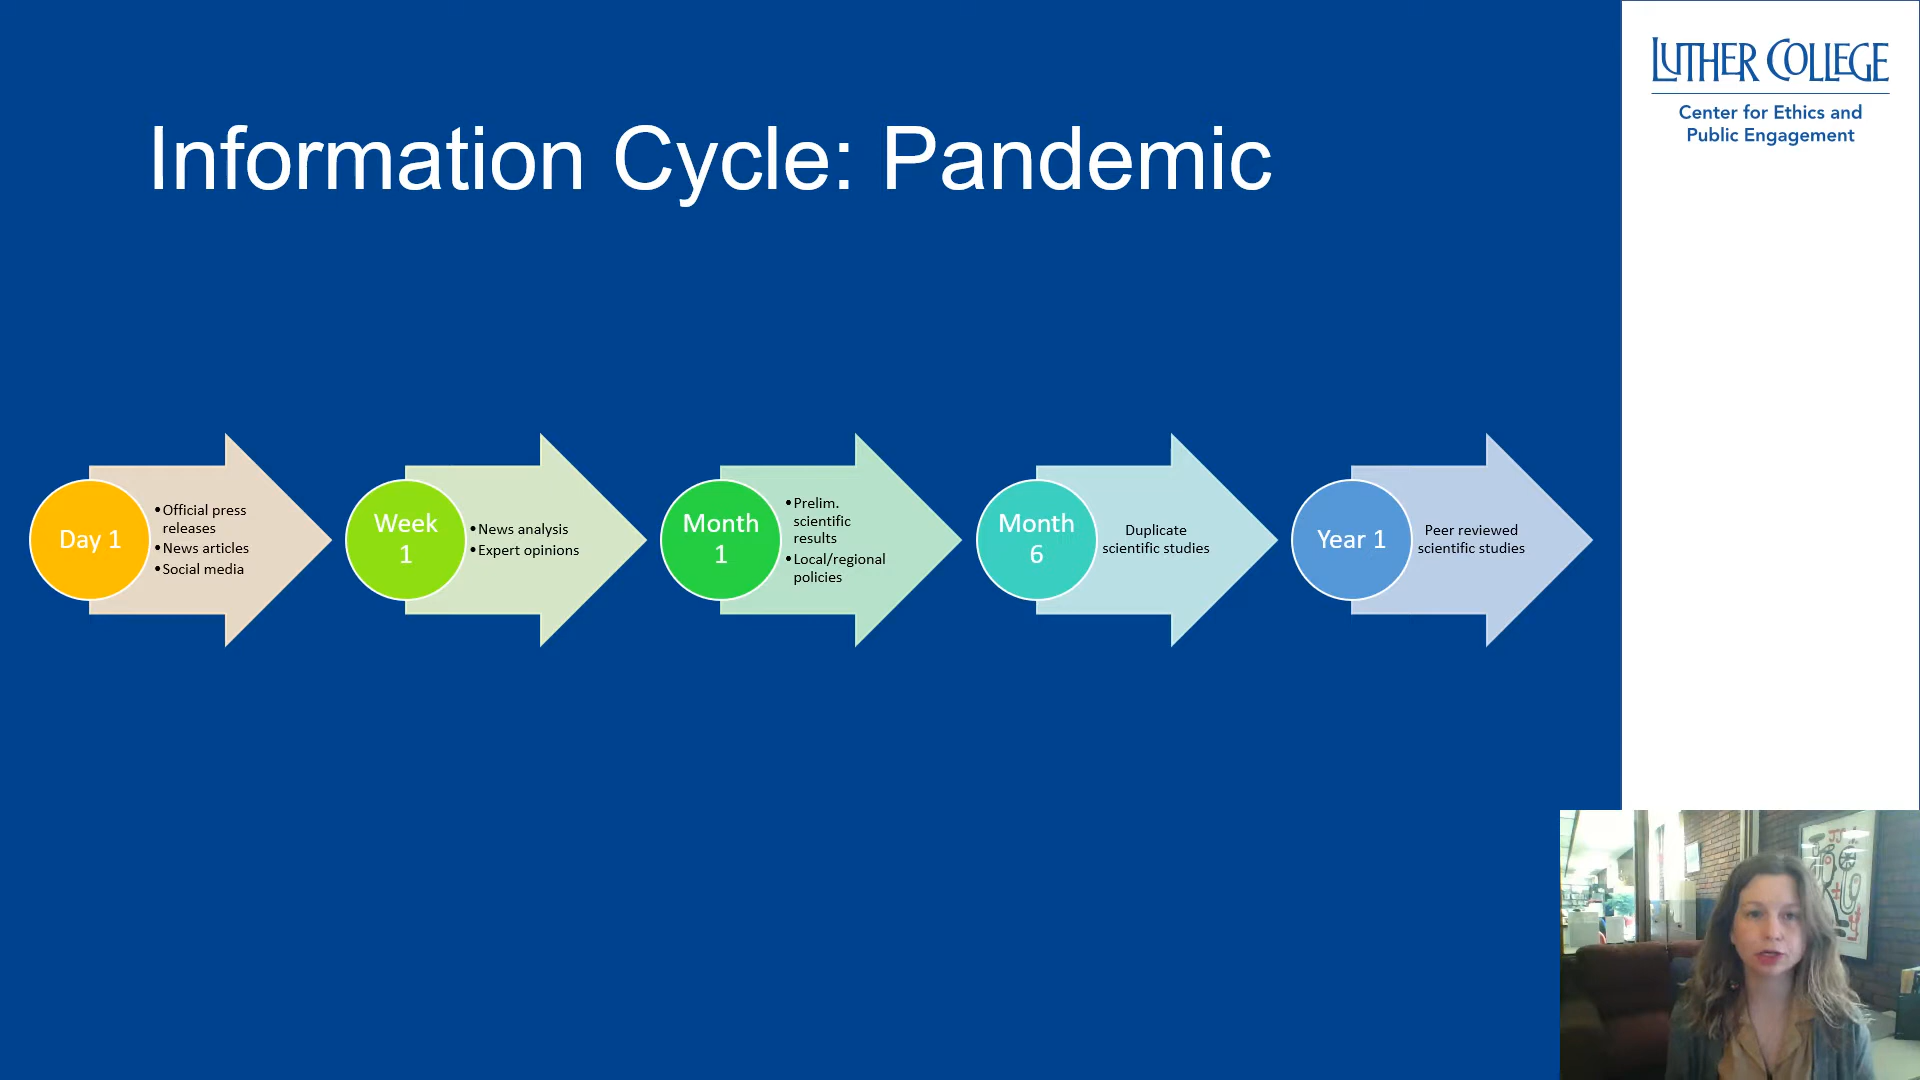 LUTHER COLLEGE
Center for Ethics and
Public Engagement
Information Cycle: Pandemic
Day 1
•Official press
releases
•News articles
•Social media
Week
1
•News analysis
•Expert opinions
Month
1
•Prelim.
scientific
results
•Local/regional
policies
Month
6
Duplicate
scientific studies
Year 1
Peer reviewed
scientific studies